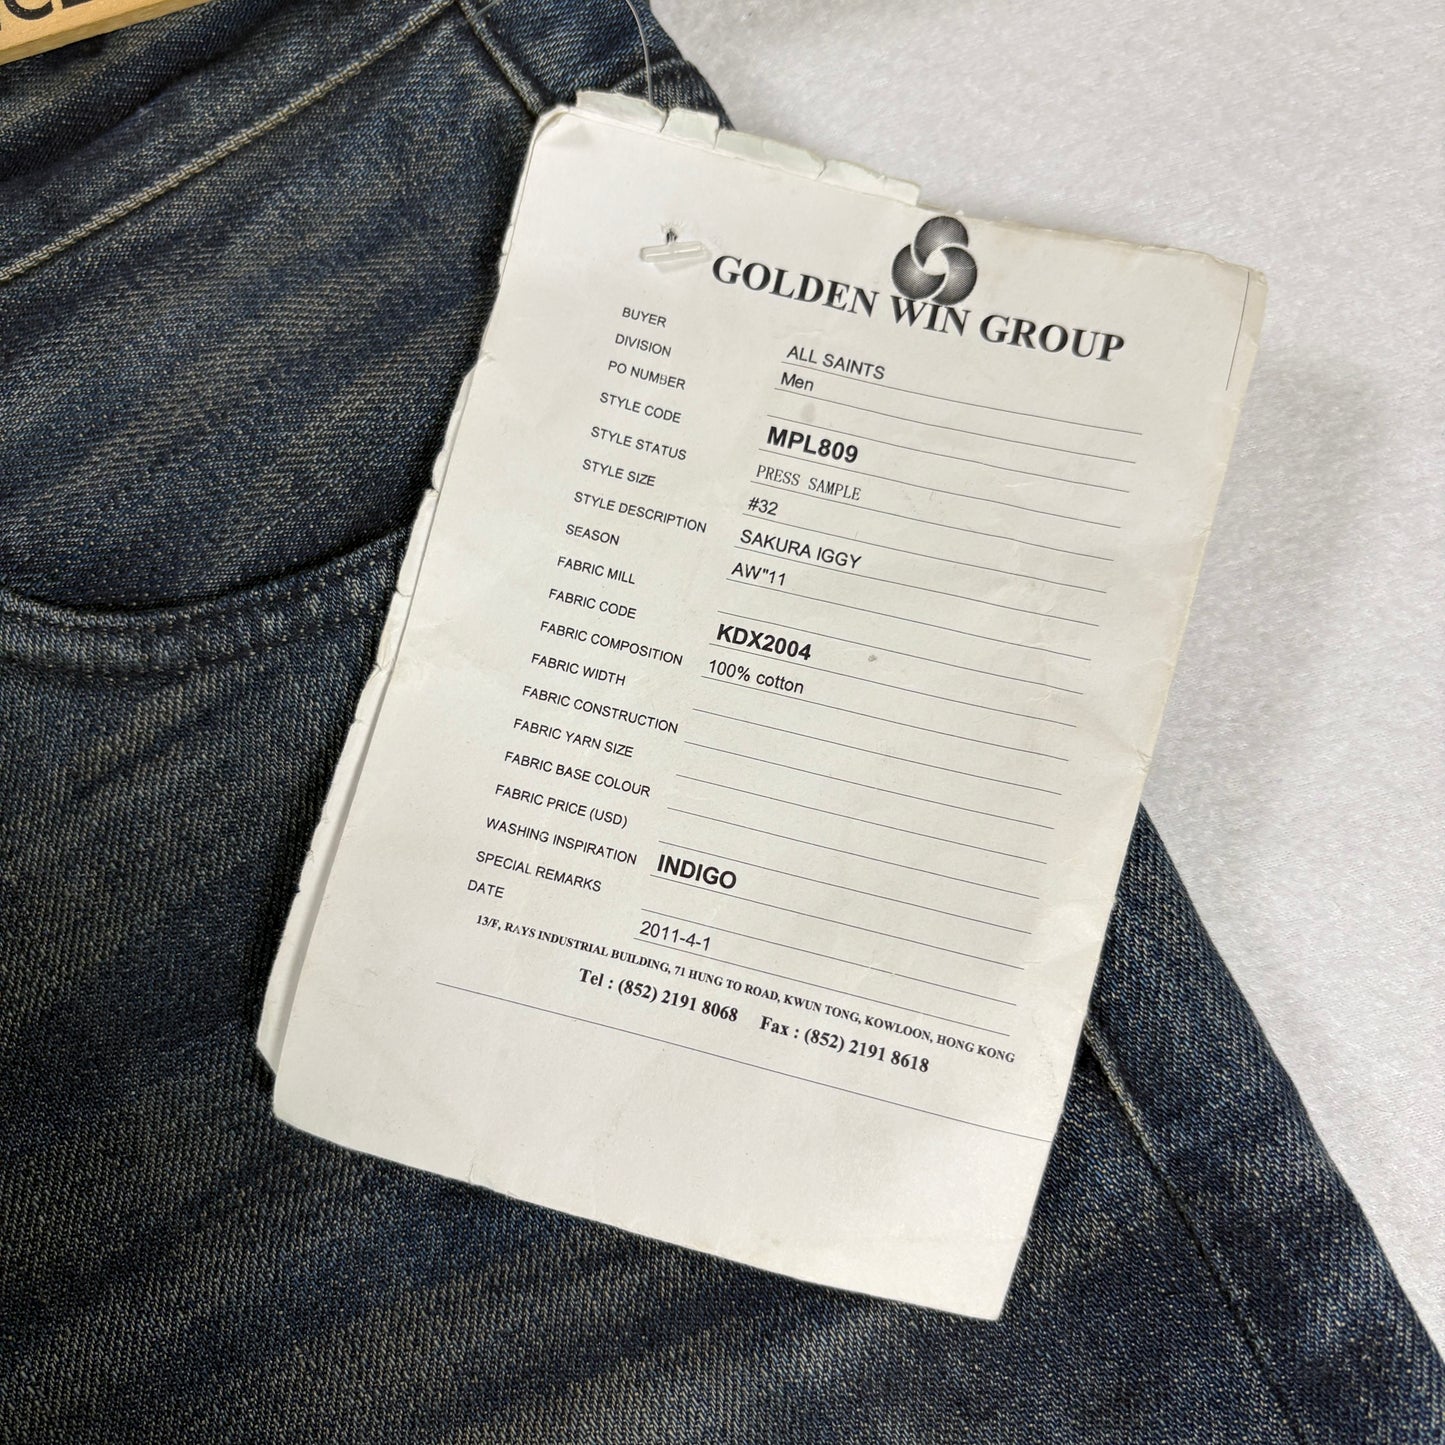 GOLDEN WIN GROUP
BUYER ALL SAINTS
DIVISION Men
PO NUMBER
STYLE CODE MPL809
STYLE STATUS PRESS SAMPLE
STYLE SIZE #32
STYLE DESCRIPTION SAKURA IGGY
SEASON AW"11
FABRIC MILL
FABRIC CODE KDX2004
FABRIC COMPOSITION 100% cotton
FABRIC WIDTH
FABRIC CONSTRUCTION
FABRIC YARN SIZE
FABRIC BASE COLOUR
FABRIC PRICE (USD)
WASHING INSPIRATION INDIGO
SPECIAL REMARKS
DATE 2011-4-1
13/F, RAYS INDUSTRIAL BUILDING, 71 HUNG TO ROAD, KWUN TONG, KOWLOON, HONG KONG
Tel : (852) 2191 8068 Fax : (852) 2191 8618